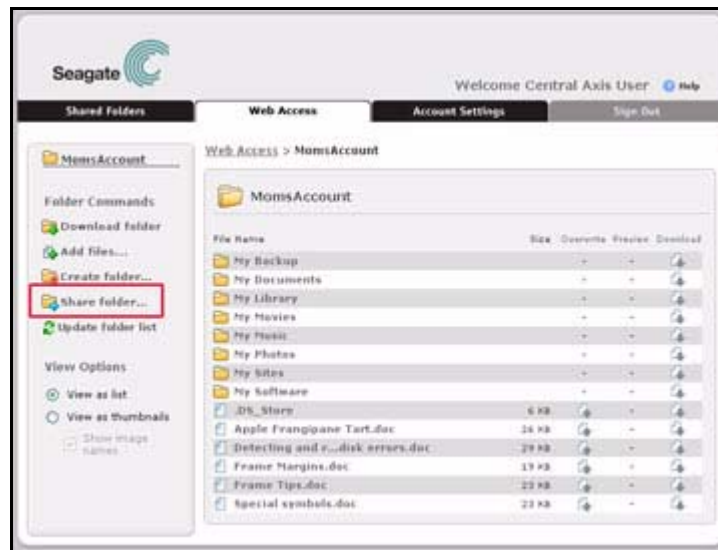 Seagate
Welcome Central Axis User Help
Shared Folders Web Access Account Settings Sign Out
MomsAccount
Folder Commands
Download folder
Add files...
Create folder...
Share folder...
Update folder list
View Options
View as list
View as thumbnails
Show image names
Web Access > MomsAccount
MomsAccount
File Name Size Overwrite Preview Download
My Backup - -
My Documents - -
My Library - -
My Movies - -
My Music - -
My Photos - -
My Sites - -
My Software - -
.DS_Store 6 KB -
Apple Frangipane Tart.doc 26 KB -
Detecting and r...disk errors.doc 29 KB -
Frame Margins.doc 19 KB -
Frame Tips.doc 23 KB -
Special symbols.doc 23 KB -